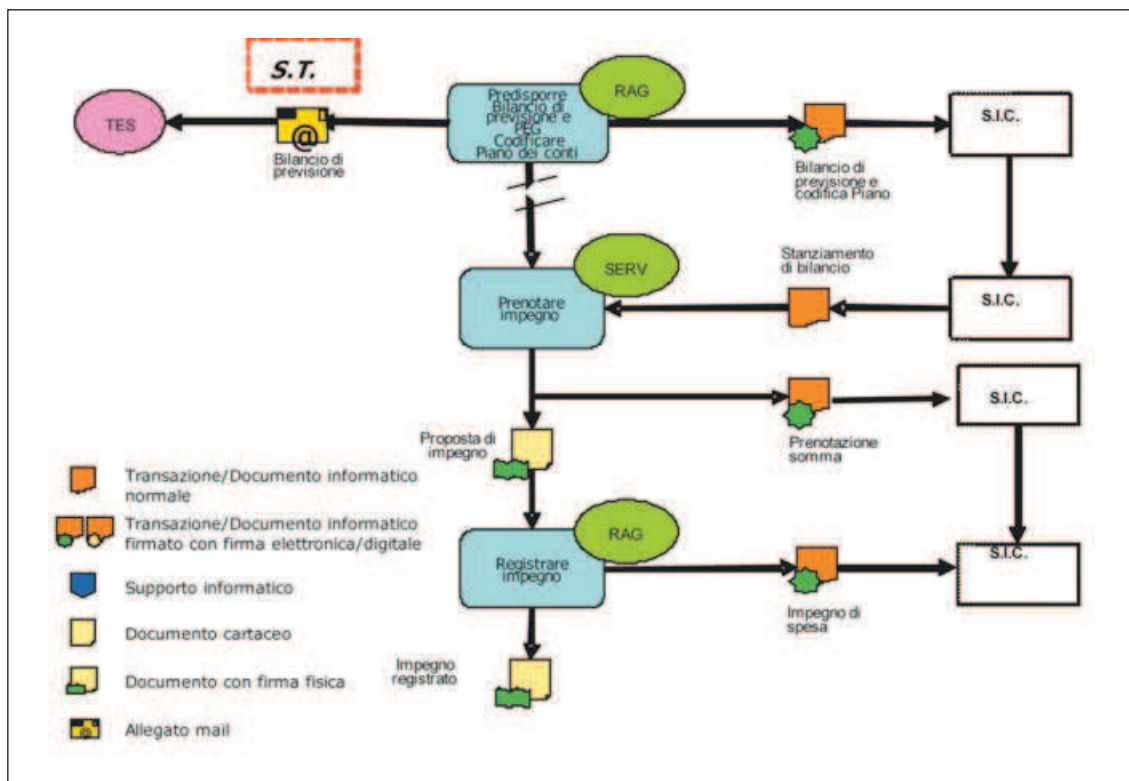 S.T.
TES
Bilancio di
previsione
Predisporre
Bilancio di
previsione e
PEG
Codificare
Piano dei conti
RAG
Bilancio di
previsione e
codifica Piano
S.I.C.
SERV
Prenotare
impegno
Stanziamento
di bilancio
S.I.C.
Proposta di
impegno
Prenotazione
somma
S.I.C.
RAG
Registrare
impegno
Impegno di
spesa
S.I.C.
Impegno
registrato
Transazione/Documento informatico
normale
Transazione/Documento informatico
firmato con firma elettronica/digitale
Supporto informatico
Documento cartaceo
Documento con firma fisica
Allegato mail